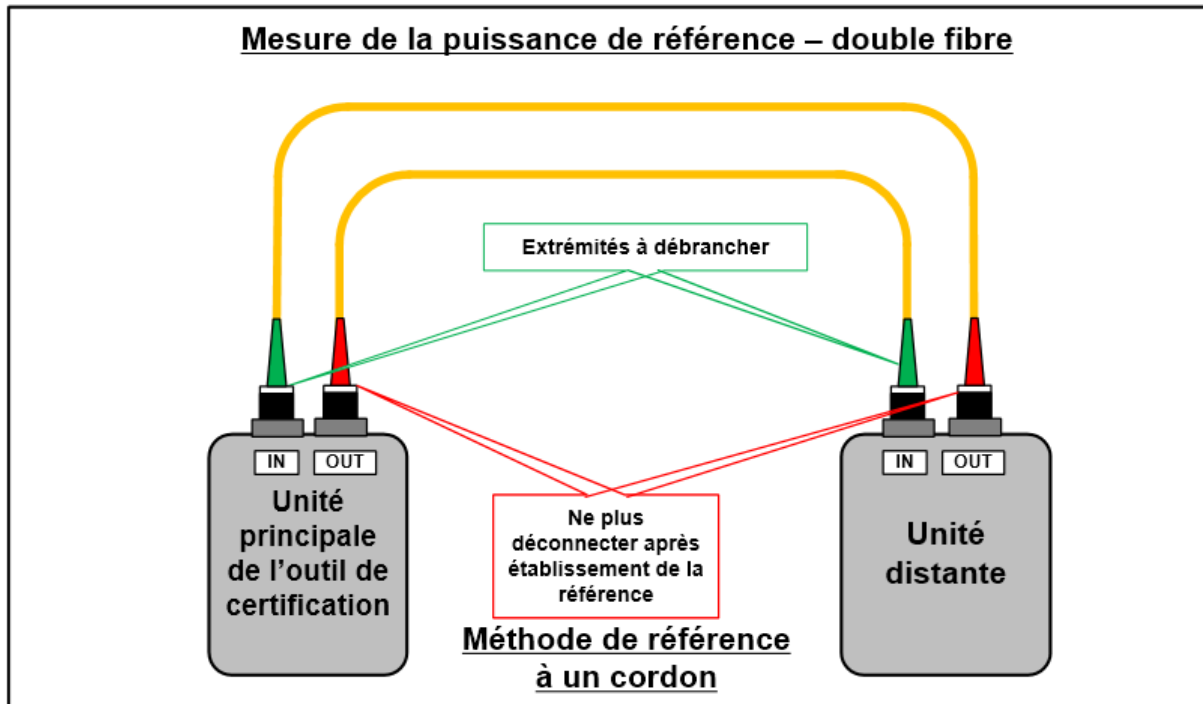 Mesure de la puissance de référence – double fibre
Extrémités à débrancher
IN
OUT
IN
OUT
Unité
principale
de l’outil de
certification
Ne plus
déconnecter après
établissement de la
référence
Unité
distante
Méthode de référence
à un cordon